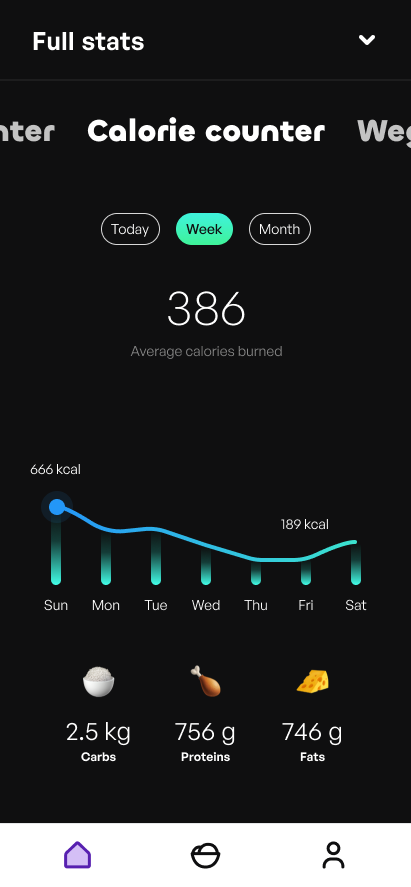 Full stats
nter Calorie counter Weg
Today Week Month
386
Average calories burned
666 kcal
189 kcal
Sun Mon Tue Wed Thu Fri Sat
2.5 kg 756 g 746 g
Carbs Proteins Fats